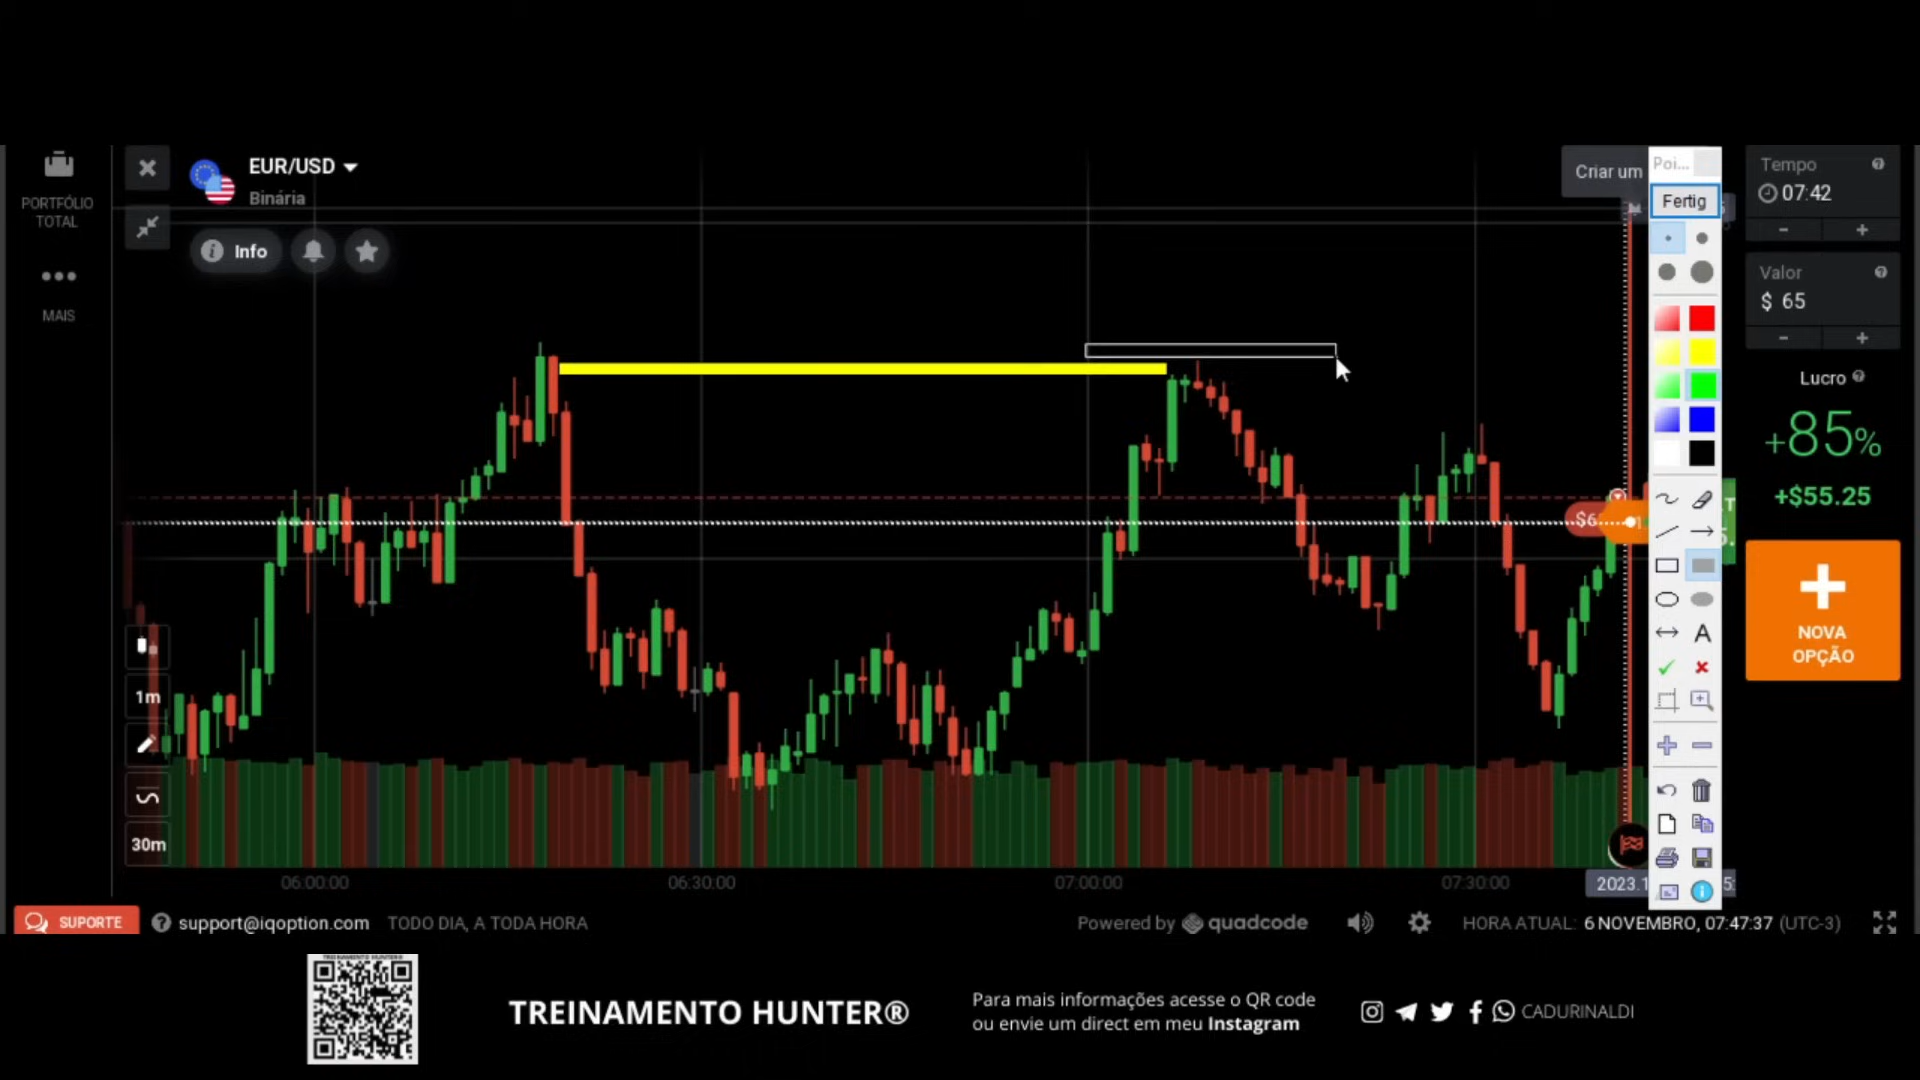 PORTFÓLIO
TOTAL
MAIS
EUR/USD
Binária
Info
Criar um
Poi...
Fertig
A
Tempo
07:42
-
+
Valor
$ 65
-
+
Lucro
+85%
+$55.25
NOVA
OPÇÃO
1m
30m
06:00:00
06:30:00
07:00:00
07:30:00
SUPORTE
support@iqoption.com
TODO DIA, A TODA HORA
Powered by quadcode
HORA ATUAL: 6 NOVEMBRO, 07:47:37 (UTC-3)
TREINAMENTO HUNTER®
TREINAMENTO HUNTER®
Para mais informações acesse o QR code
ou envie um direct em meu Instagram
CADURINALDI